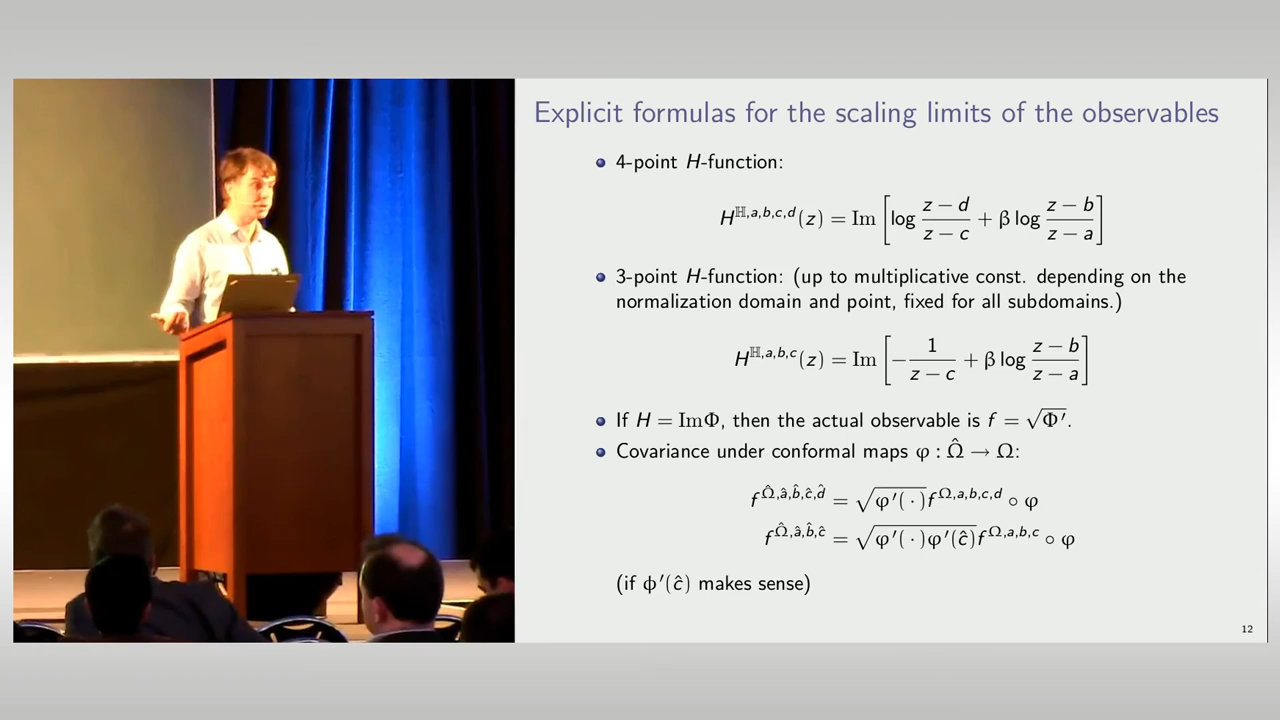 Explicit formulas for the scaling limits of the observables
4-point H-function:
H^{ℍ,a,b,c,d}(z) = Im [log (z − d)/(z − c) + β log (z − b)/(z − a)]
3-point H-function: (up to multiplicative const. depending on the
normalization domain and point, fixed for all subdomains.)
H^{ℍ,a,b,c}(z) = Im [− 1/(z − c) + β log (z − b)/(z − a)]
If H = ImΦ, then the actual observable is f = √Φ′.
Covariance under conformal maps φ : Ω̂ → Ω:
f^{Ω̂,â,b̂,ĉ,d̂} = √φ′(·) f^{Ω,a,b,c,d} ∘ φ
f^{Ω̂,â,b̂,ĉ} = √φ′(·)φ′(ĉ) f^{Ω,a,b,c} ∘ φ
(if ϕ′(ĉ) makes sense)
12